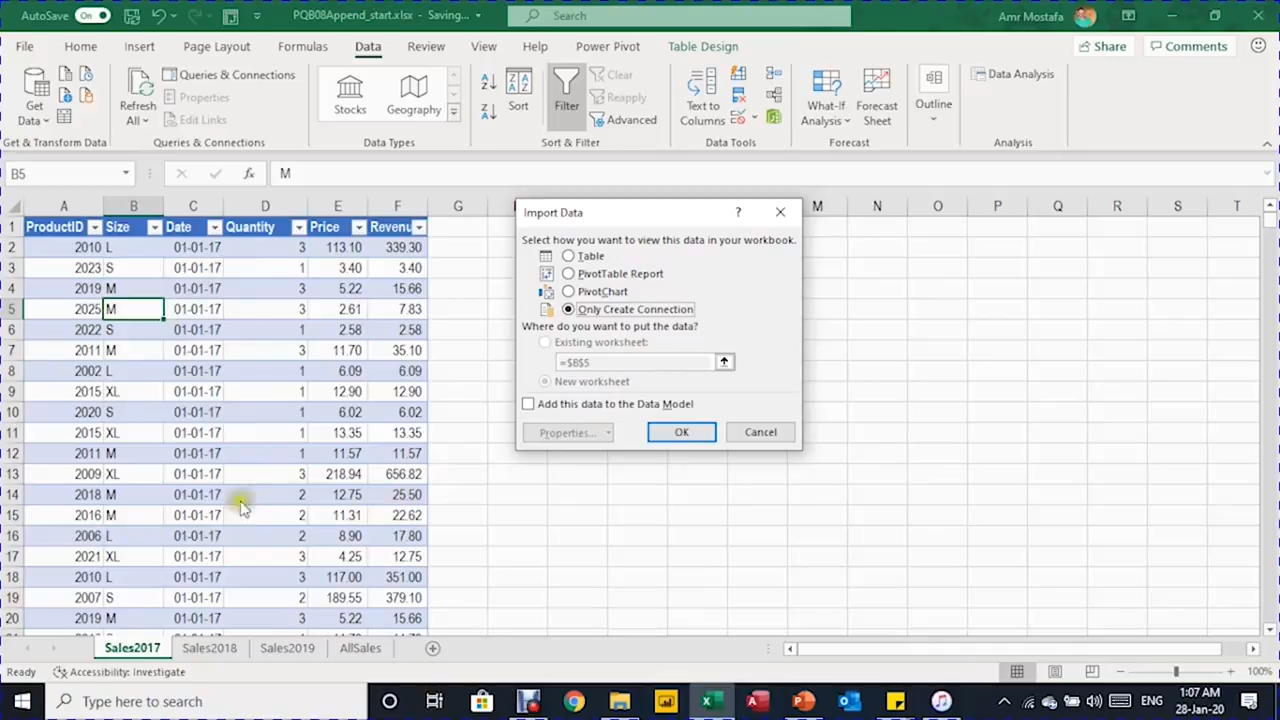 AutoSave On PQB08Append_start.xlsx - Saving... Search Amr Mostafa
File Home Insert Page Layout Formulas Data Review View Help Power Pivot Table Design Share Comments
Get Data Refresh All Queries & Connections Properties Edit Links Stocks Geography Sort Filter Clear Reapply Advanced Text to Columns What-If Analysis Forecast Sheet Outline Data Analysis
Get & Transform Data Queries & Connections Data Types Sort & Filter Data Tools Forecast Analysis
B5 fx M
A B C D E F G M N O P Q R S T
1 ProductID Size Date Quantity Price Revenu
2 2010 L 01-01-17 3 113.10 339.30
3 2023 S 01-01-17 1 3.40 3.40
4 2019 M 01-01-17 3 5.22 15.66
5 2025 M 01-01-17 3 2.61 7.83
6 2022 S 01-01-17 1 2.58 2.58
7 2011 M 01-01-17 3 11.70 35.10
8 2002 L 01-01-17 1 6.09 6.09
9 2015 XL 01-01-17 1 12.90 12.90
10 2020 S 01-01-17 1 6.02 6.02
11 2015 XL 01-01-17 1 13.35 13.35
12 2011 M 01-01-17 1 11.57 11.57
13 2009 XL 01-01-17 3 218.94 656.82
14 2018 M 01-01-17 2 12.75 25.50
15 2016 M 01-01-17 2 11.31 22.62
16 2006 L 01-01-17 2 8.90 17.80
17 2021 XL 01-01-17 3 4.25 12.75
18 2010 L 01-01-17 3 117.00 351.00
19 2007 S 01-01-17 2 189.55 379.10
20 2019 M 01-01-17 3 5.22 15.66
Import Data ?
Select how you want to view this data in your workbook.
Table
PivotTable Report
PivotChart
Only Create Connection
Where do you want to put the data?
Existing worksheet:
=$B$5
New worksheet
Add this data to the Data Model
Properties... OK Cancel
Sales2017 Sales2018 Sales2019 AllSales
Ready Accessibility: Investigate 100%
Type here to search ENG 1:07 AM
28-Jan-20